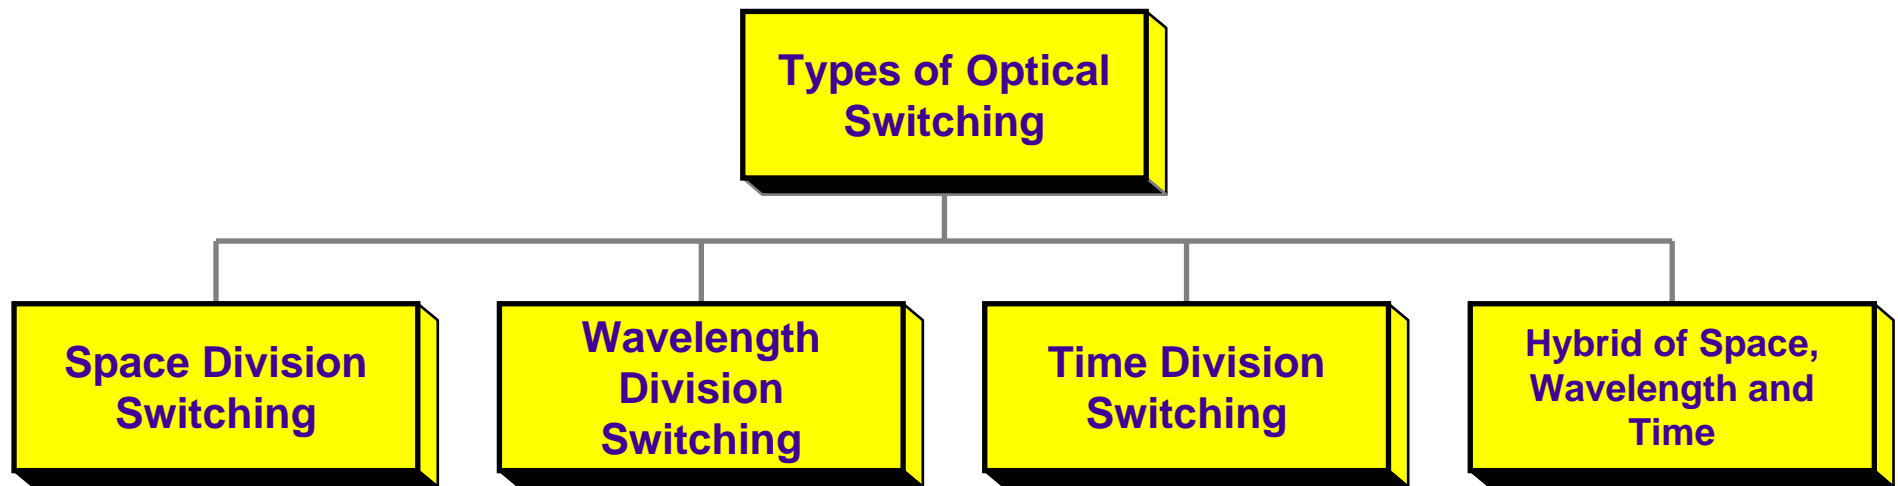 Types of Optical
Switching
Space Division
Switching
Wavelength
Division
Switching
Time Division
Switching
Hybrid of Space,
Wavelength and
Time